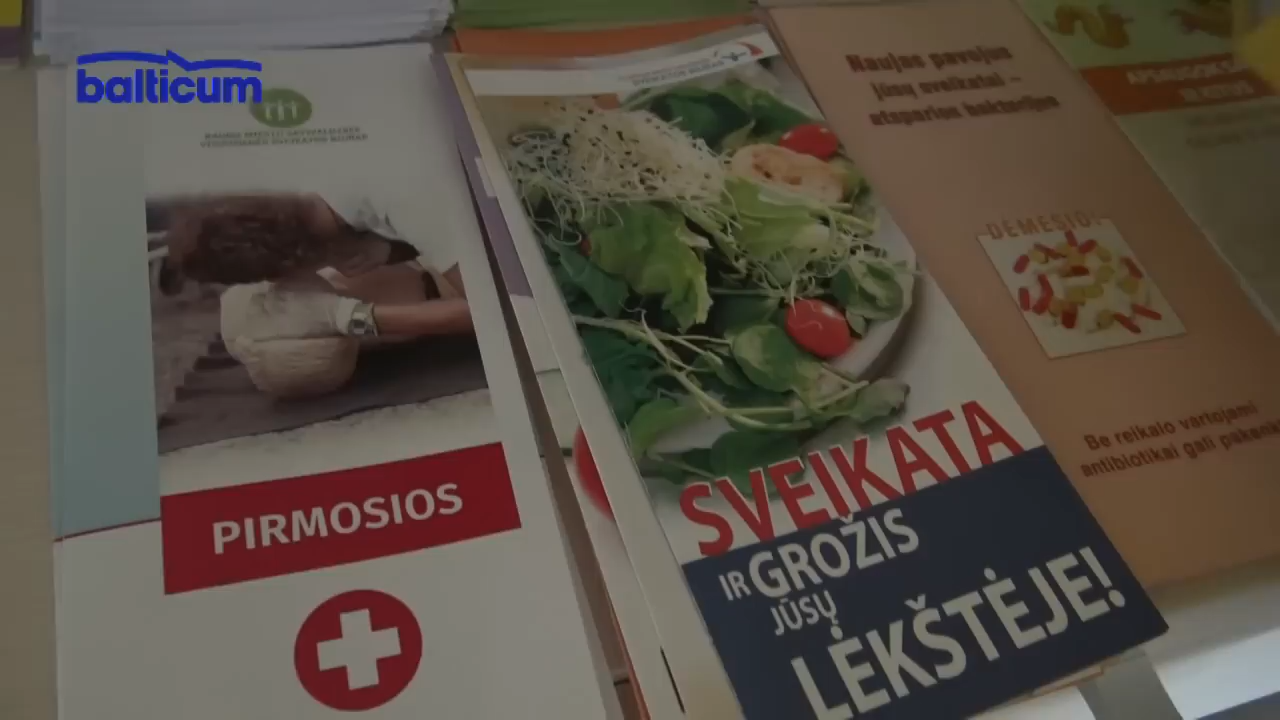 balticum
PIRMOSIOS
SVEIKATA
IR GROŽIS
JŪSŲ
LĖKŠTĖJE!
Naujas pavojus
jūsų sveikatai –
atsparios bakterijos
DĖMESIO!
Be reikalo vartojami
antibiotikai gali